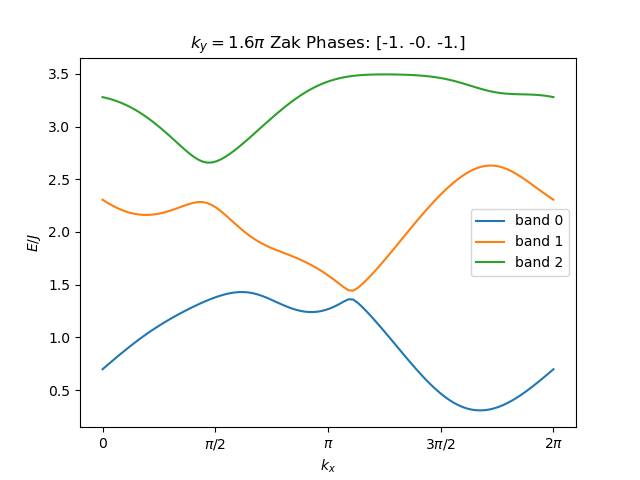 k_y = 1.6π Zak Phases: [-1. -0. -1.]
3.5
3.0
2.5
2.0
1.5
1.0
0.5
E/J
band 0
band 1
band 2
0
π/2
π
3π/2
2π
k_x